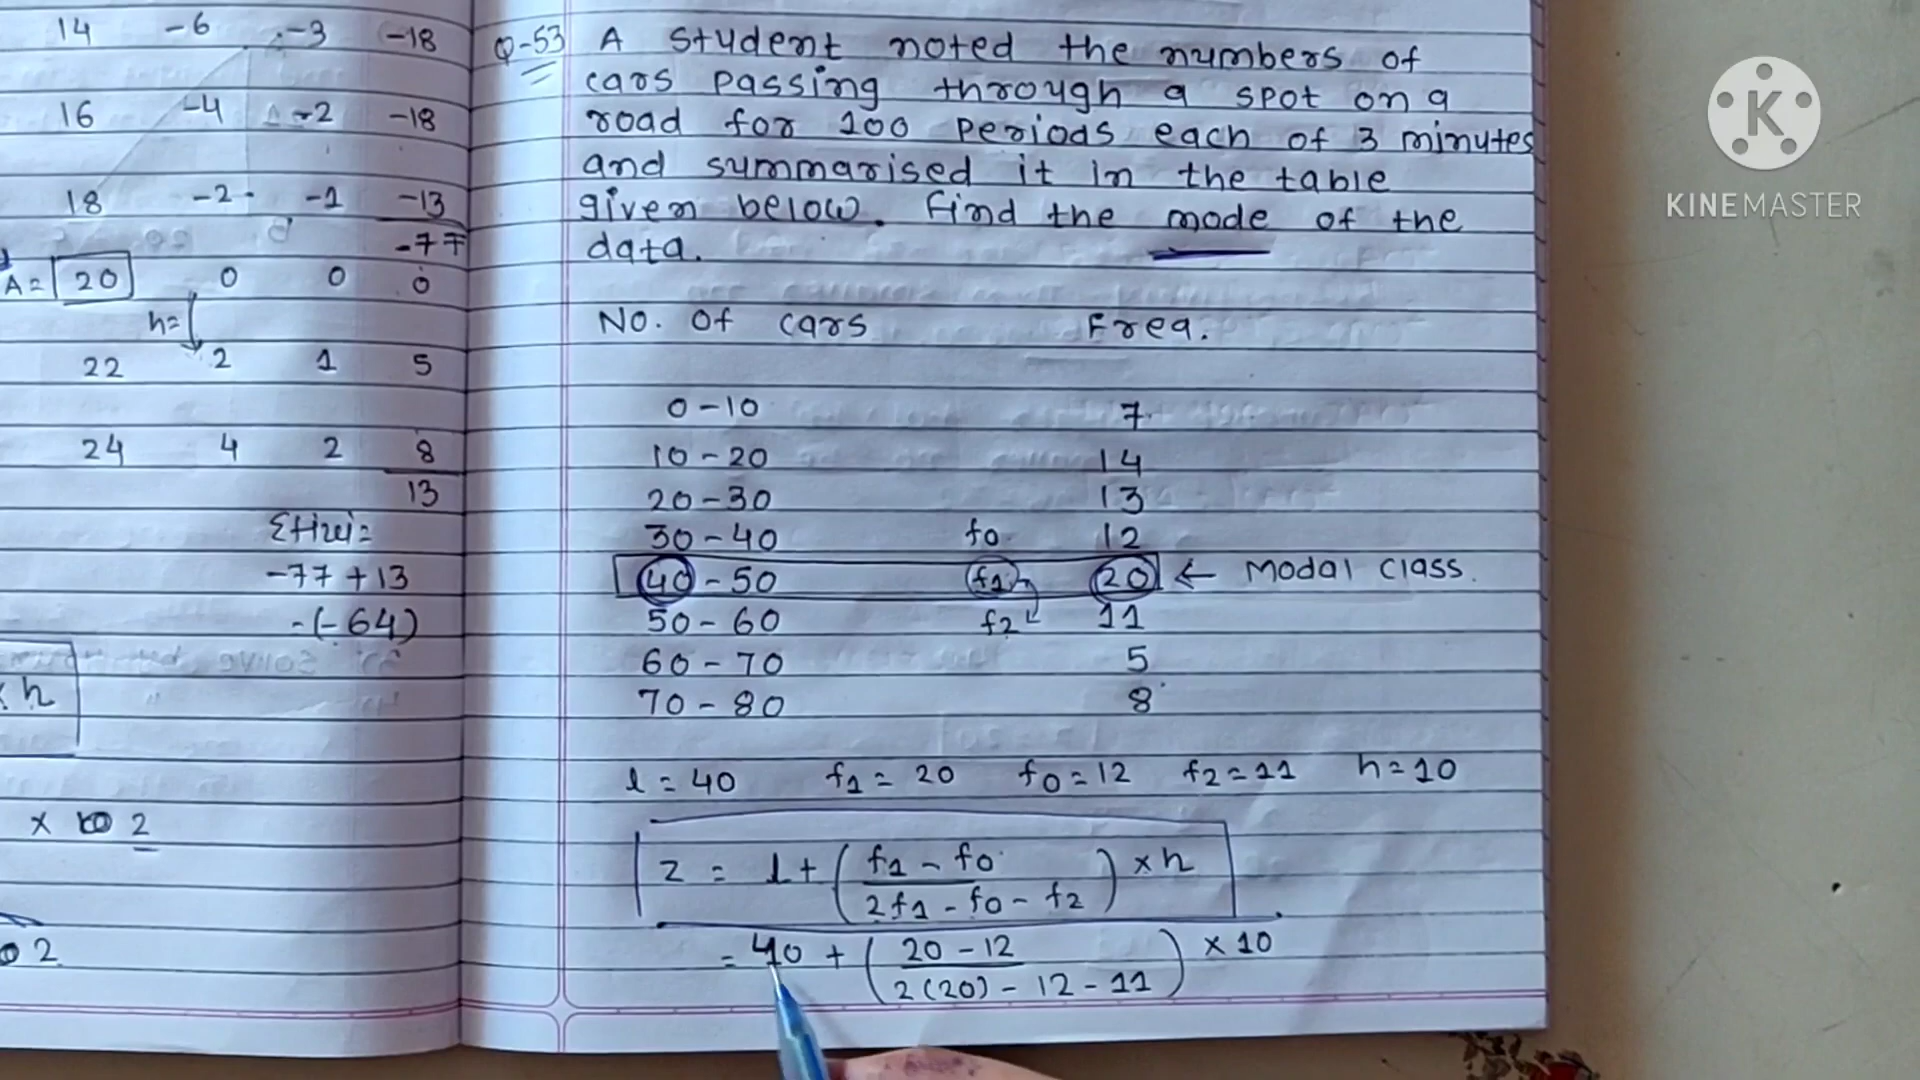 14 -6 -3 -18
16 -4 -2 -18
18 -2 -1 -13
-77
A = 20 0 0 0
h=
22 2 1 5
24 4 2 8
13
Σfiui =
-77 + 13
-(-64)
x h
x 10 2
2
Q-53 A student noted the numbers of
cars passing through a spot on a
road for 100 periods each of 3 minutes
and summarised it in the table
given below. Find the mode of the
data.
No. of cars Freq.
0-10 7
10-20 14
20-30 13
30-40 f0 12
40-50 f1 20 ← Modal class.
50-60 f2 11
60-70 5
70-80 8
l = 40 f1 = 20 f0 = 12 f2 = 11 h = 10
Z = l + (f1 - f0 / 2f1 - f0 - f2) x h
= 40 + (20 - 12 / 2(20) - 12 - 11) x 10
K
KINEMASTER